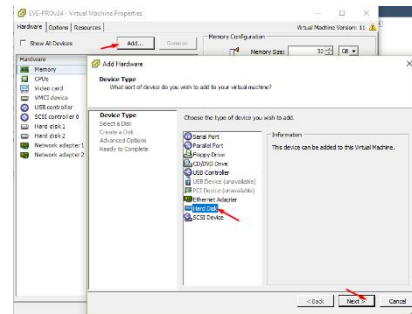 EVE-PROv24 - Virtual Machine Properties
Hardware Options Resources
Virtual Machine Version: 11
Show All Devices
Add...
Remove
Memory Configuration
Memory Size: 32 GB
Hardware
Memory
CPUs
Video card
VMCI device
USB controller
SCSI controller 0
Hard disk 1
Hard disk 2
Network adapter 1
Network adapter 2
Add Hardware
Device Type
What sort of device do you wish to add to your virtual machine?
Device Type
Select a Disk
Create a Disk
Advanced Options
Ready to Complete
Choose the type of device you wish to add.
Serial Port
Parallel Port
Floppy Drive
CD/DVD Drive
USB Controller
USB Device (unavailable)
PCI Device (unavailable)
Ethernet Adapter
Hard Disk
SCSI Device
Information
This device can be added to this Virtual Machine.
< Back
Next >
Cancel